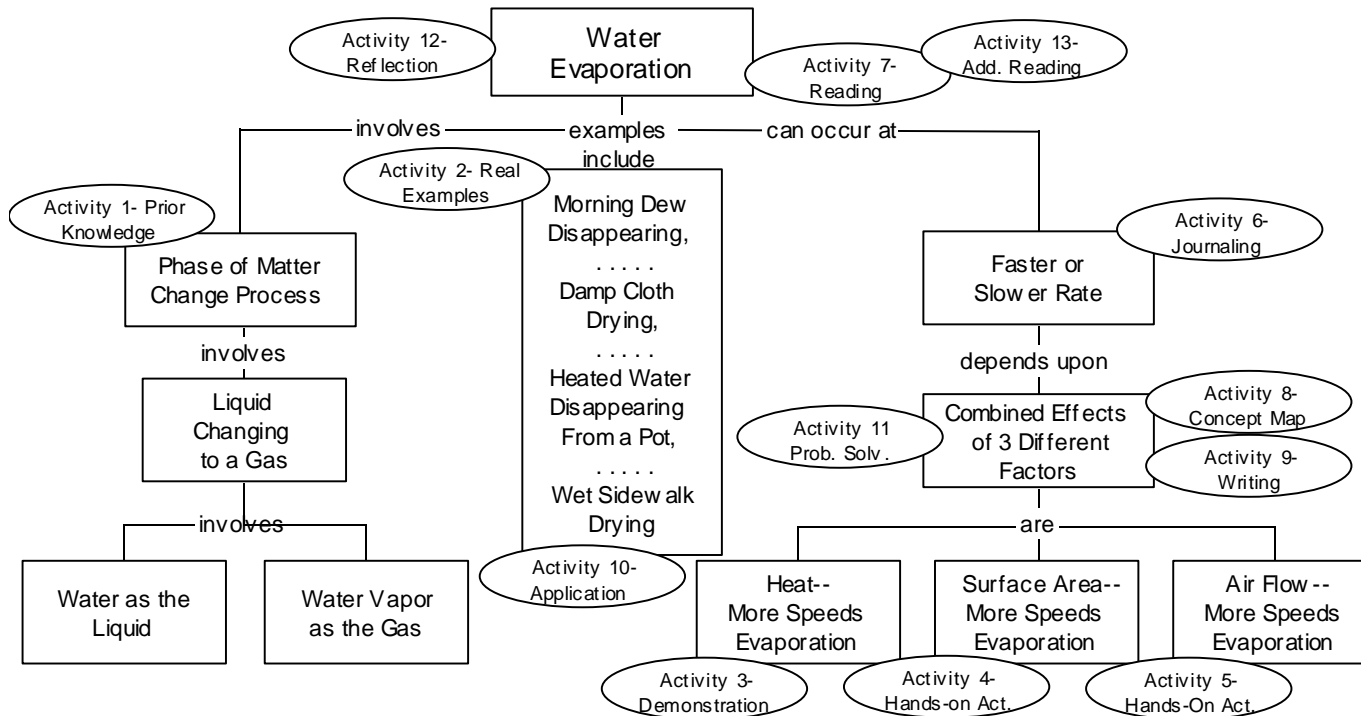 Activity 12-
Reflection
Water
Evaporation
Activity 7-
Reading
Activity 13-
Add. Reading
involves
examples
include
can occur at
Activity 1- Prior
Knowledge
Phase of Matter
Change Process
involves
Liquid
Changing
to a Gas
involves
Water as the
Liquid
Water Vapor
as the Gas
Activity 2- Real
Examples
Morning Dew
Disappearing,
. . . . .
Damp Cloth
Drying,
. . . . .
Heated Water
Disappearing
From a Pot,
. . . . .
Wet Sidewalk
Drying
Activity 10-
Application
Activity 6-
Journaling
Faster or
Slower Rate
depends upon
Activity 11
Prob. Solv.
Combined Effects
of 3 Different
Factors
Activity 8-
Concept Map
Activity 9-
Writing
are
Heat--
More Speeds
Evaporation
Activity 3-
Demonstration
Surface Area--
More Speeds
Evaporation
Activity 4-
Hands-on Act.
Air Flow--
More Speeds
Evaporation
Activity 5-
Hands-On Act.